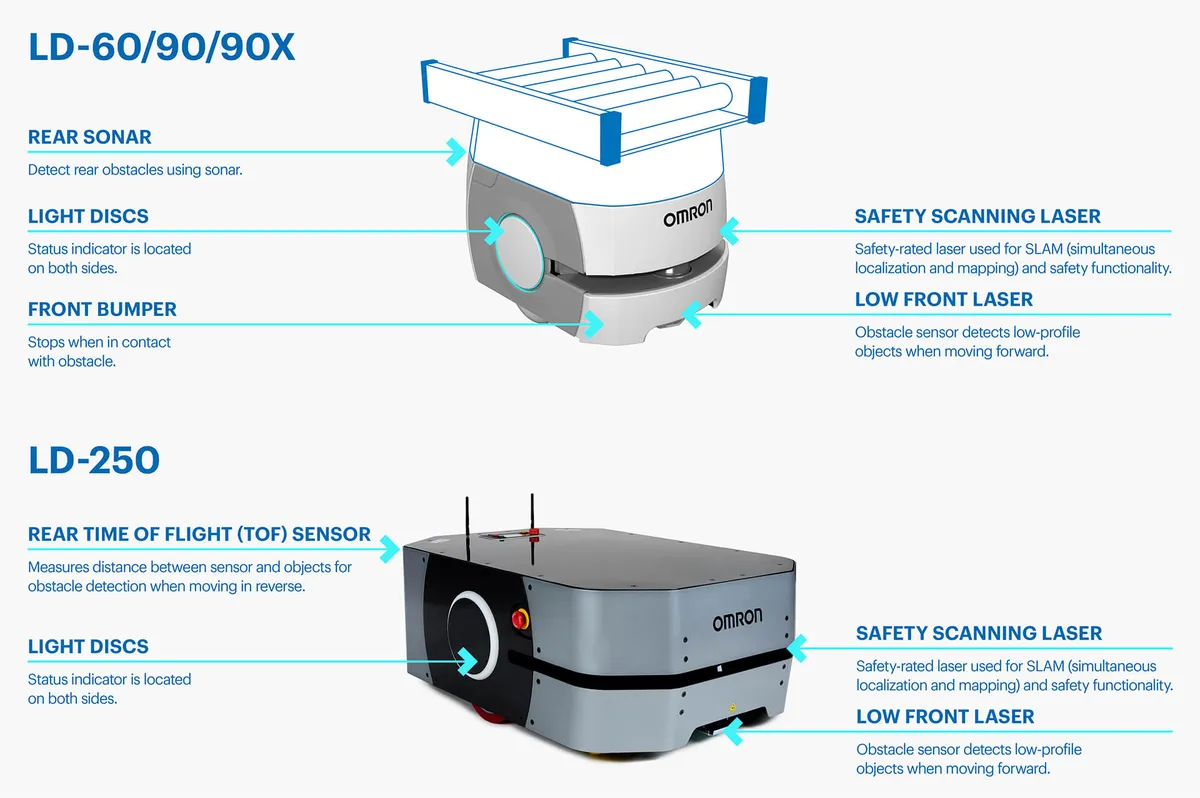 LD-60/90/90X
REAR SONAR
Detect rear obstacles using sonar.
LIGHT DISCS
Status indicator is located
on both sides.
FRONT BUMPER
Stops when in contact
with obstacle.
OMRON
SAFETY SCANNING LASER
Safety-rated laser used for SLAM (simultaneous
localization and mapping) and safety functionality.
LOW FRONT LASER
Obstacle sensor detects low-profile
objects when moving forward.
LD-250
REAR TIME OF FLIGHT (TOF) SENSOR
Measures distance between sensor and objects for
obstacle detection when moving in reverse.
LIGHT DISCS
Status indicator is located
on both sides.
OMRON
SAFETY SCANNING LASER
Safety-rated laser used for SLAM (simultaneous
localization and mapping) and safety functionality.
LOW FRONT LASER
Obstacle sensor detects low-profile
objects when moving forward.